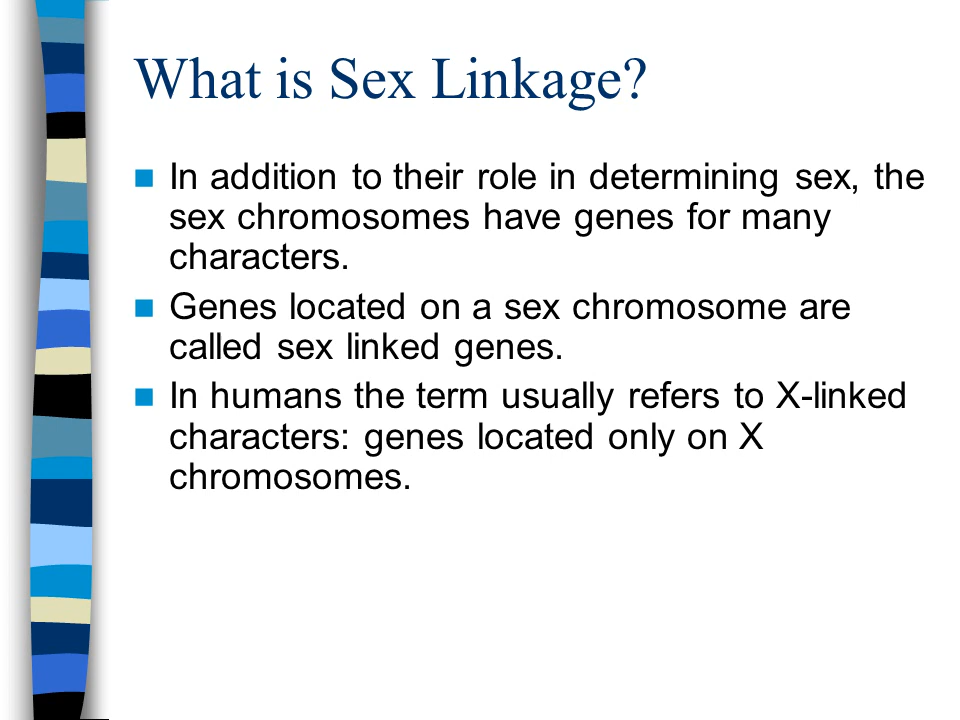 What is Sex Linkage?
In addition to their role in determining sex, the
sex chromosomes have genes for many
characters.
Genes located on a sex chromosome are
called sex linked genes.
In humans the term usually refers to X-linked
characters: genes located only on X
chromosomes.